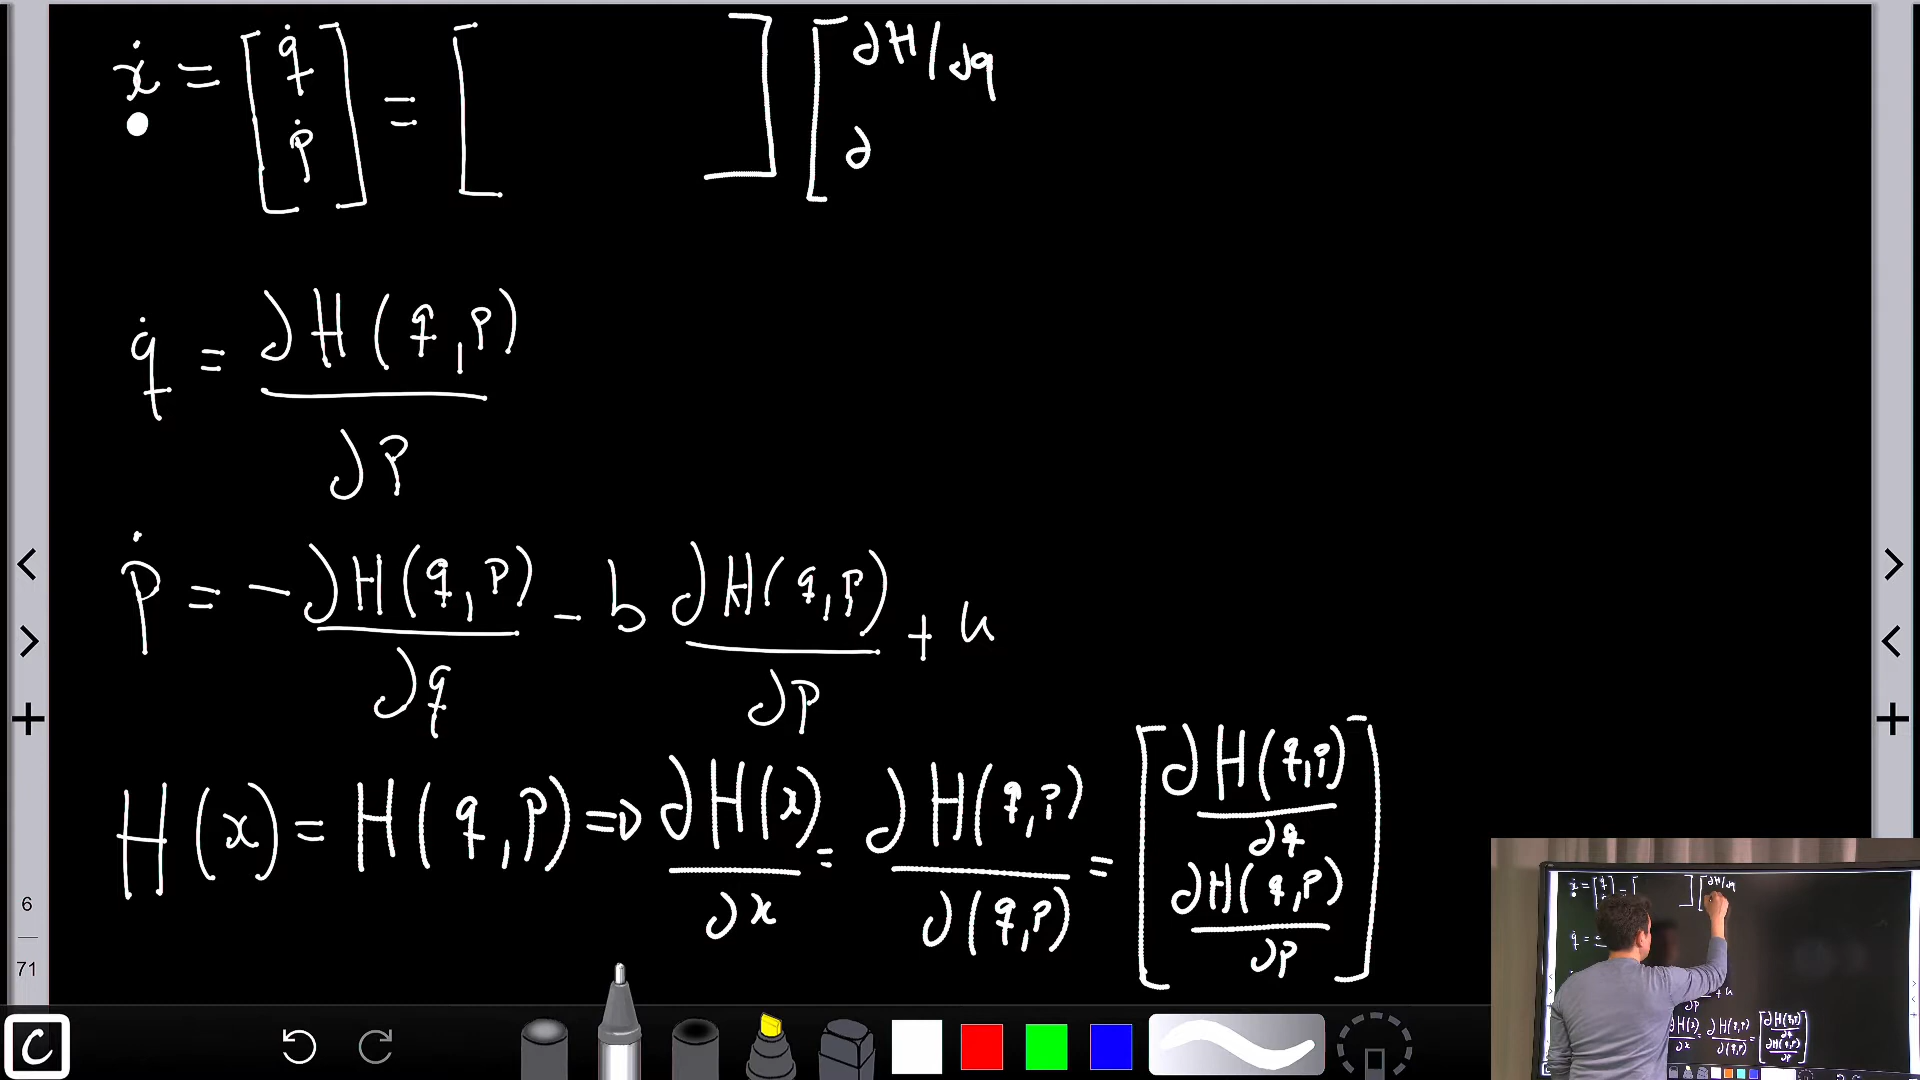 ẋ = [q̇ ṗ] = [ ] [∂H/∂q ∂
q̇ = ∂H(q,p) / ∂p
ṗ = - ∂H(q,p) / ∂q - b ∂H(q,p) / ∂p + u
H(x) = H(q,p) => ∂H(x) / ∂x = ∂H(q,p) / ∂(q,p) = [∂H(q,p) / ∂q ∂H(q,p) / ∂p]
6
71
C